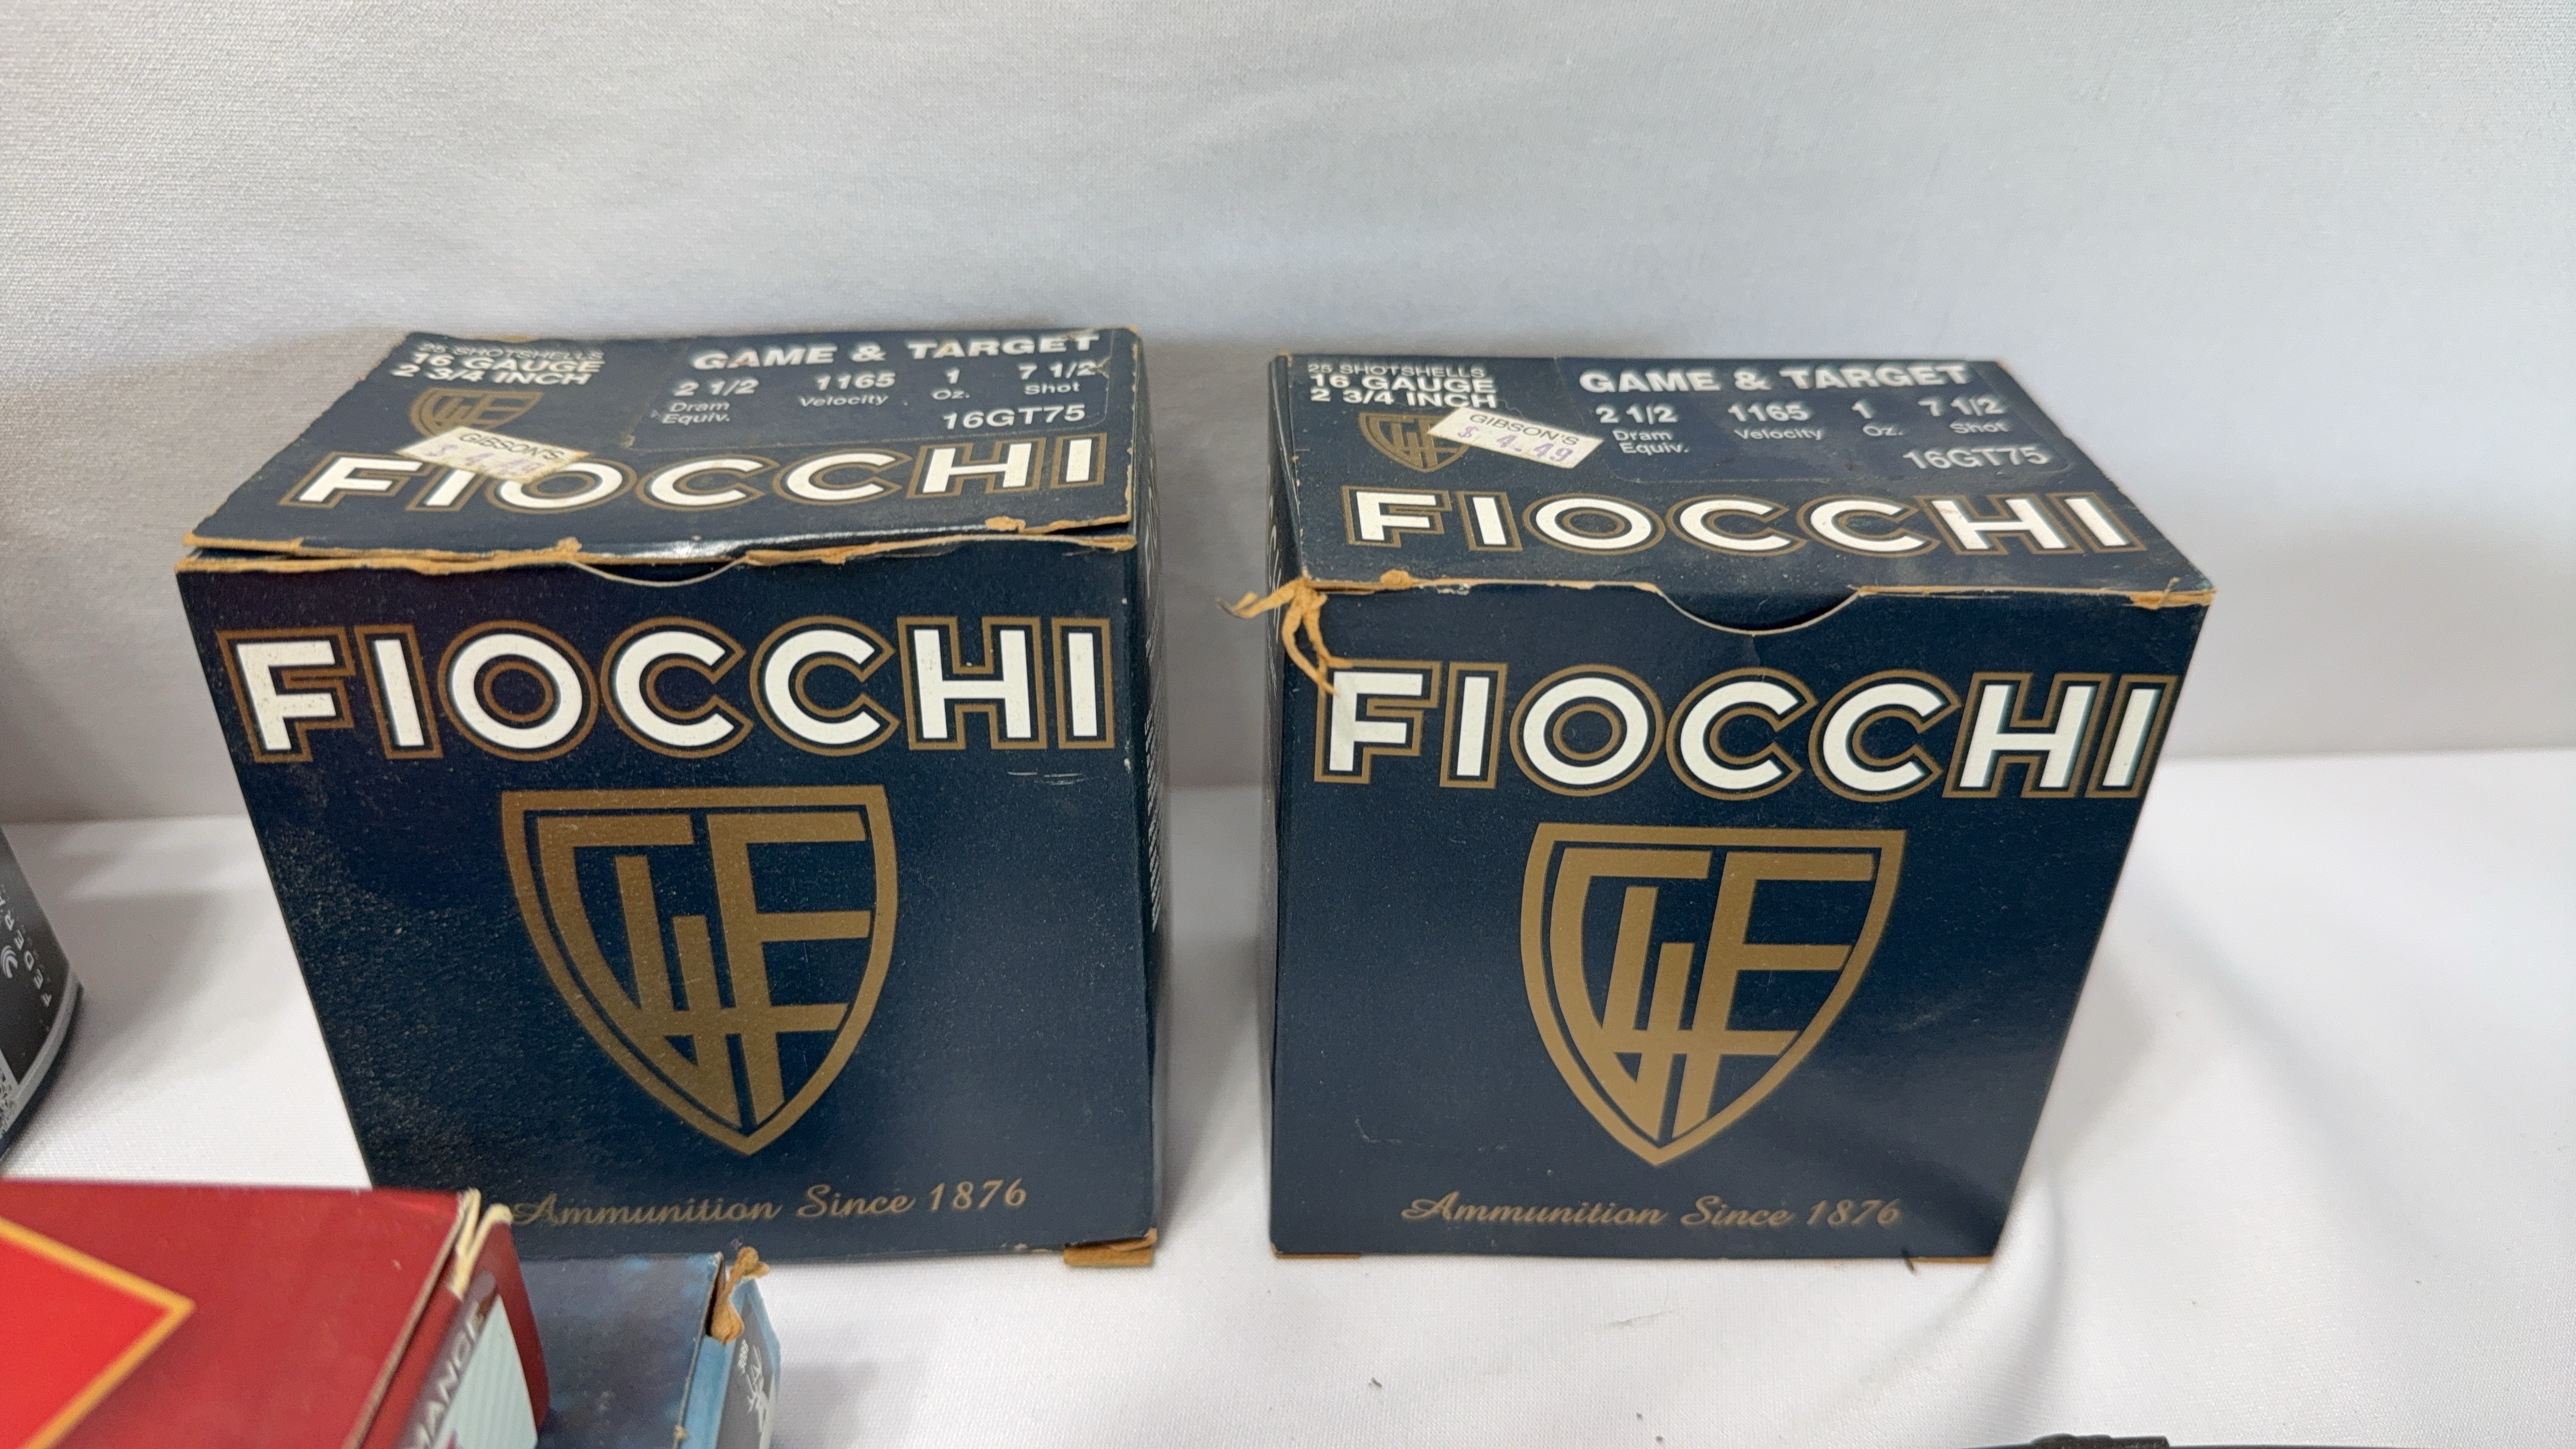 25 SHOTSHELLS
16 GAUGE
2 3/4 INCH
GAME & TARGET
2 1/2 1165 1 7 1/2
Dram Equiv. Velocity Oz. Shot
16GT75
GIBSON'S
FIOCCHI
FIOCCHI
Ammunition Since 1876
25 SHOTSHELLS
16 GAUGE
2 3/4 INCH
GAME & TARGET
2 1/2 1165 1 7 1/2
Dram Equiv. Velocity Oz. Shot
16GT75
GIBSON'S
$ 4.49
FIOCCHI
FIOCCHI
Ammunition Since 1876
FEDERA
MANCE